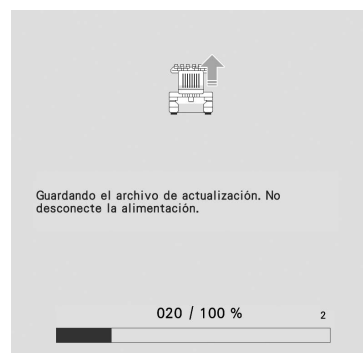 Guardando el archivo de actualización. No
desconecte la alimentación.
020 / 100 %
2